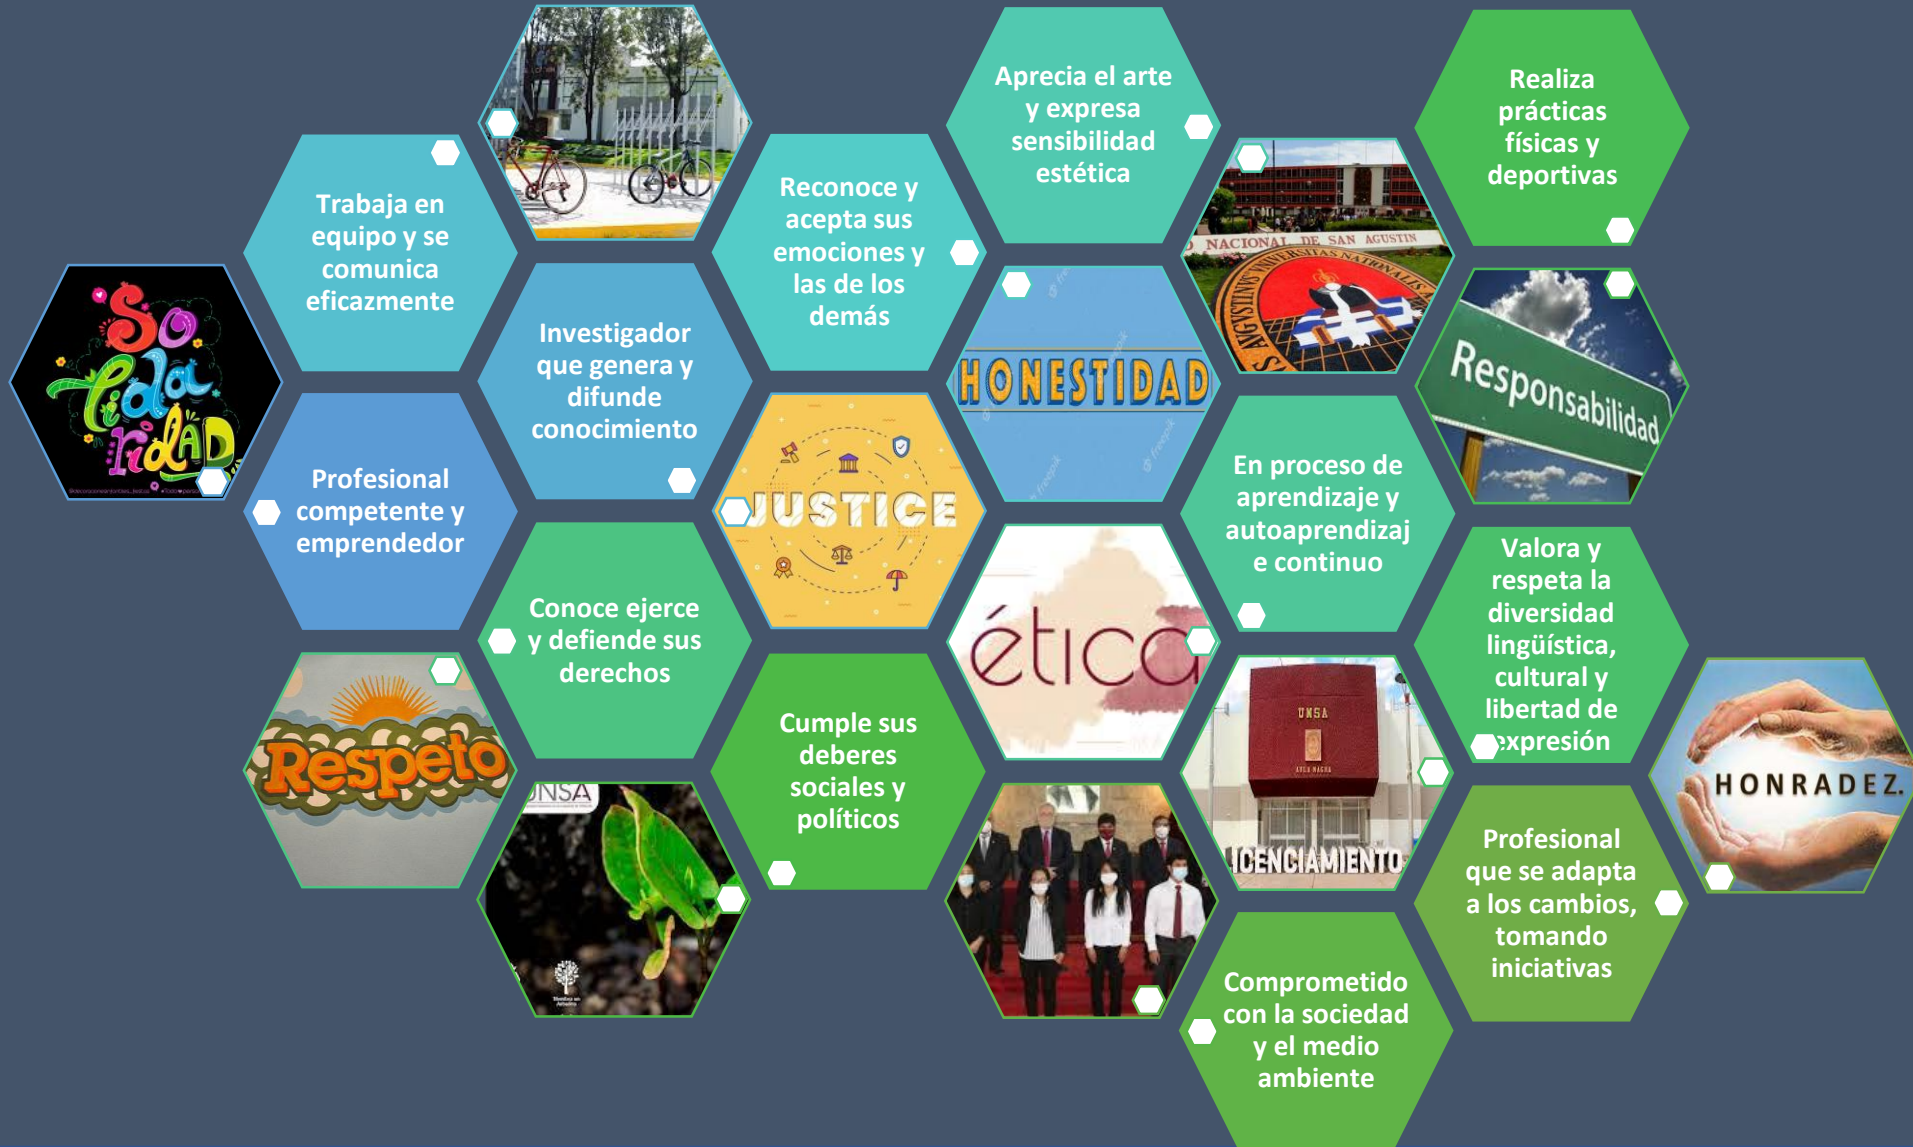 Aprecia el arte
y expresa
sensibilidad
estética
Realiza
prácticas
físicas y
deportivas
Trabaja en
equipo y se
comunica
eficazmente
Reconoce y
acepta sus
emociones y
las de los
demás
NACIONAL DE SAN AGUSTIN
So
lida
ridAD
Investigador
que genera y
difunde
conocimiento
HONESTIDAD
freepik
Responsabilidad
Profesional
competente y
emprendedor
JUSTICE
En proceso de
aprendizaje y
autoaprendizaj
e continuo
Conoce ejerce
y defiende sus
derechos
ética
Valora y
respeta la
diversidad
lingüística,
cultural y
libertad de
expresión
Respeto
Cumple sus
deberes
sociales y
políticos
UNSA
AULA MAGNA
LICENCIAMIENTO
HONRADEZ.
UNSA
Profesional
que se adapta
a los cambios,
tomando
iniciativas
Comprometido
con la sociedad
y el medio
ambiente